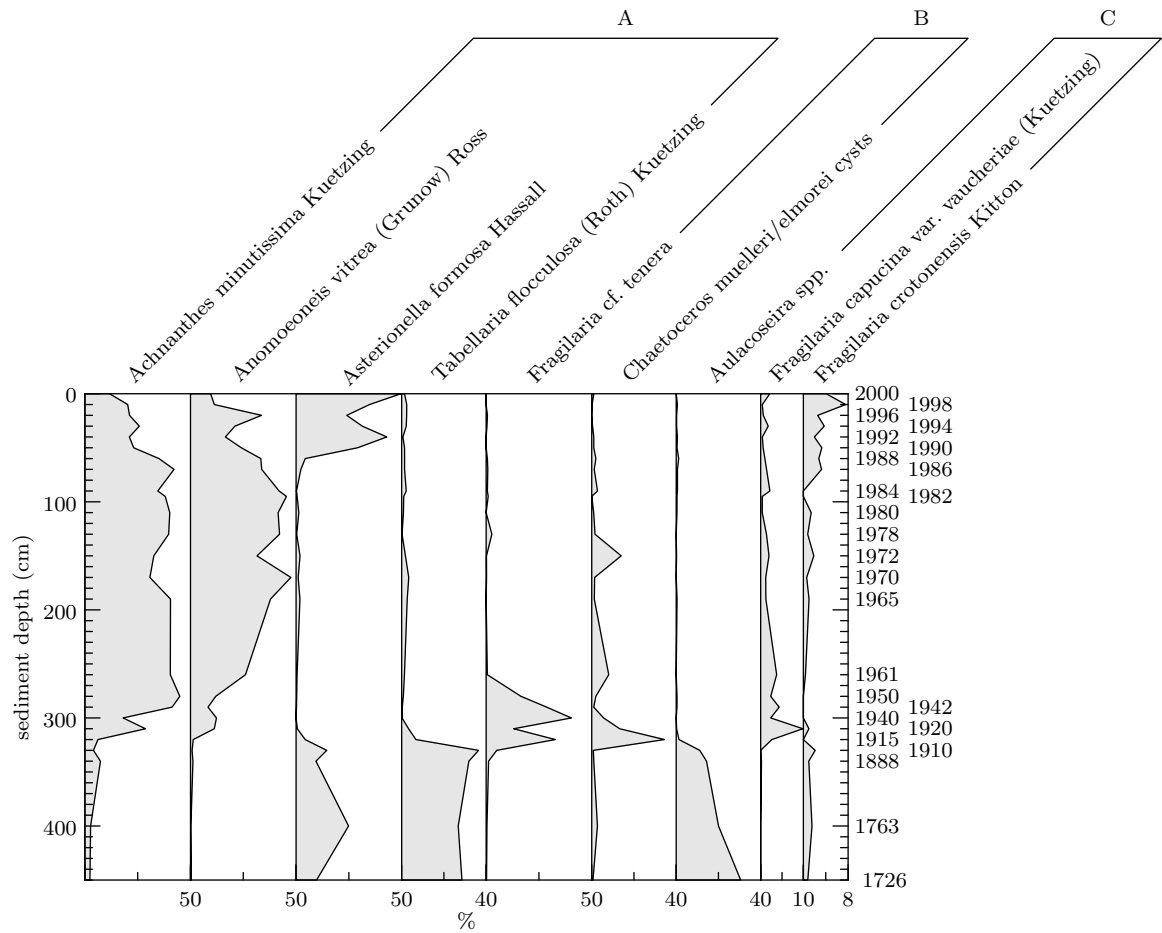 A
B
C
Achnanthes minutissima Kuetzing
Anomoeoneis vitrea (Grunow) Ross
Asterionella formosa Hassall
Tabellaria flocculosa (Roth) Kuetzing
Fragilaria cf. tenera
Chaetoceros muelleri/elmorei cysts
Aulacoseira spp.
Fragilaria capucina var. vaucheriae (Kuetzing)
Fragilaria crotonensis Kitton
sediment depth (cm)
0
100
200
300
400
2000
1998
1996
1994
1992
1990
1988
1986
1984
1982
1980
1978
1972
1970
1965
1961
1950
1942
1940
1920
1915
1910
1888
1763
1726
50 50 50 40 50 40 40 10 8
%